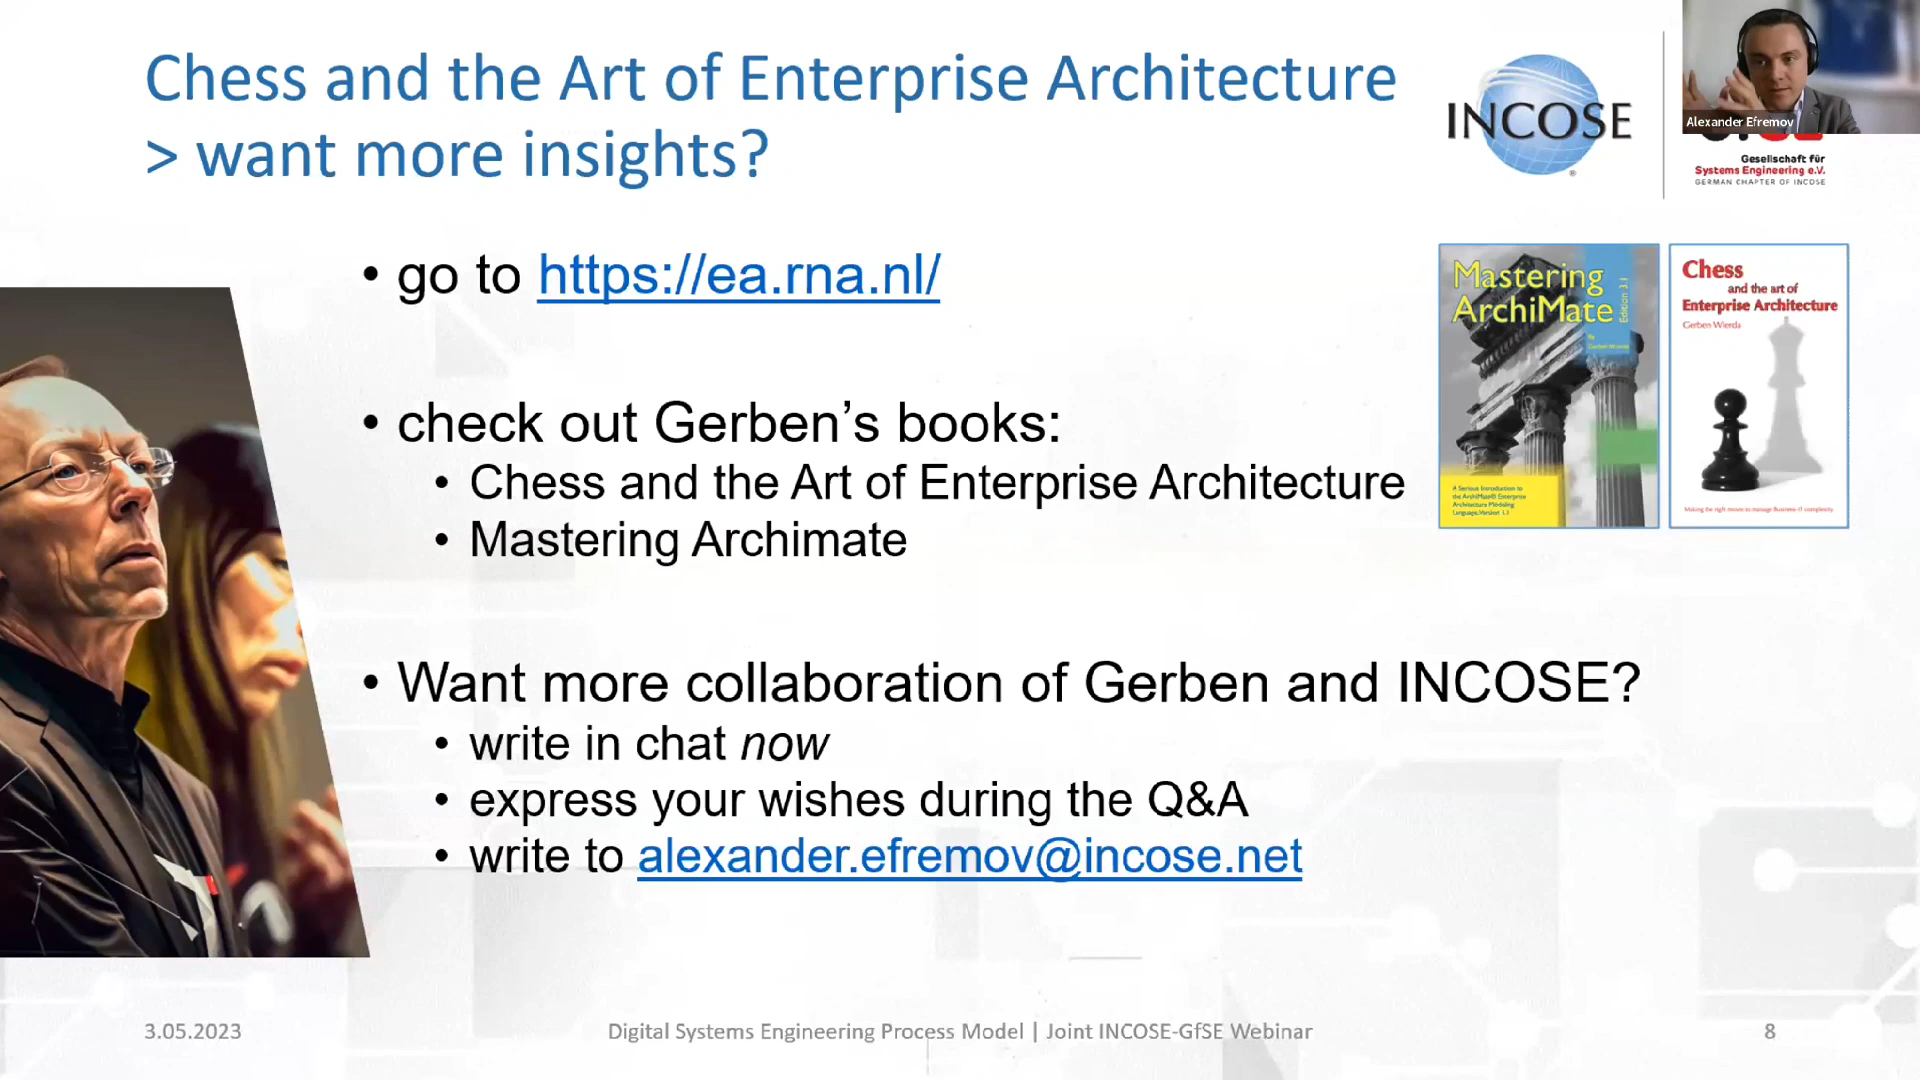 Chess and the Art of Enterprise Architecture
> want more insights?
INCOSE
®
Alexander Efremov
Gesellschaft für
Systems Engineering e.V.
GERMAN CHAPTER OF INCOSE
• go to https://ea.rna.nl/
• check out Gerben’s books:
• Chess and the Art of Enterprise Architecture
• Mastering Archimate
Mastering
ArchiMate
Edition 3.1
By
Gerben Wierda
A Serious Introduction to
the ArchiMate® Enterprise
Architecture Modeling
Language, Version 3.1
Chess
and the art of
Enterprise Architecture
Gerben Wierda
Making the right moves to manage Business-IT complexity.
• Want more collaboration of Gerben and INCOSE?
• write in chat now
• express your wishes during the Q&A
• write to alexander.efremov@incose.net
3.05.2023
Digital Systems Engineering Process Model | Joint INCOSE-GfSE Webinar
8